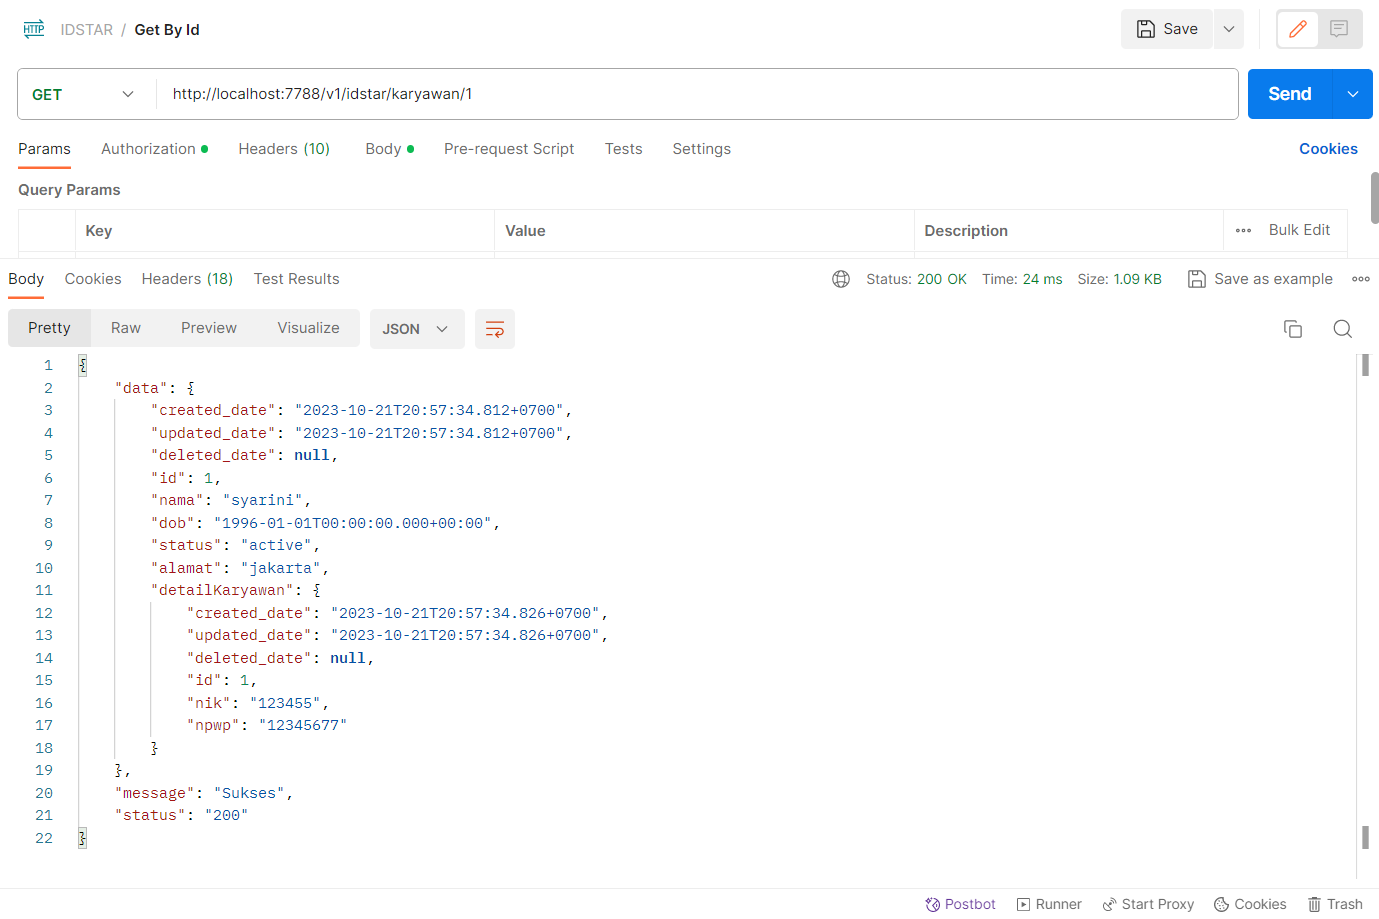 HTTP IDSTAR / Get By Id Save
GET http://localhost:7788/v1/idstar/karyawan/1 Send
Params Authorization Headers (10) Body Pre-request Script Tests Settings Cookies
Query Params
Key Value Description Bulk Edit
Body Cookies Headers (18) Test Results Status: 200 OK Time: 24 ms Size: 1.09 KB Save as example
Pretty Raw Preview Visualize JSON
1 {
2 "data": {
3 "created_date": "2023-10-21T20:57:34.812+0700",
4 "updated_date": "2023-10-21T20:57:34.812+0700",
5 "deleted_date": null,
6 "id": 1,
7 "nama": "syarini",
8 "dob": "1996-01-01T00:00:00.000+00:00",
9 "status": "active",
10 "alamat": "jakarta",
11 "detailKaryawan": {
12 "created_date": "2023-10-21T20:57:34.826+0700",
13 "updated_date": "2023-10-21T20:57:34.826+0700",
14 "deleted_date": null,
15 "id": 1,
16 "nik": "123455",
17 "npwp": "12345677"
18 }
19 },
20 "message": "Sukses",
21 "status": "200"
22 }
Postbot Runner Start Proxy Cookies Trash